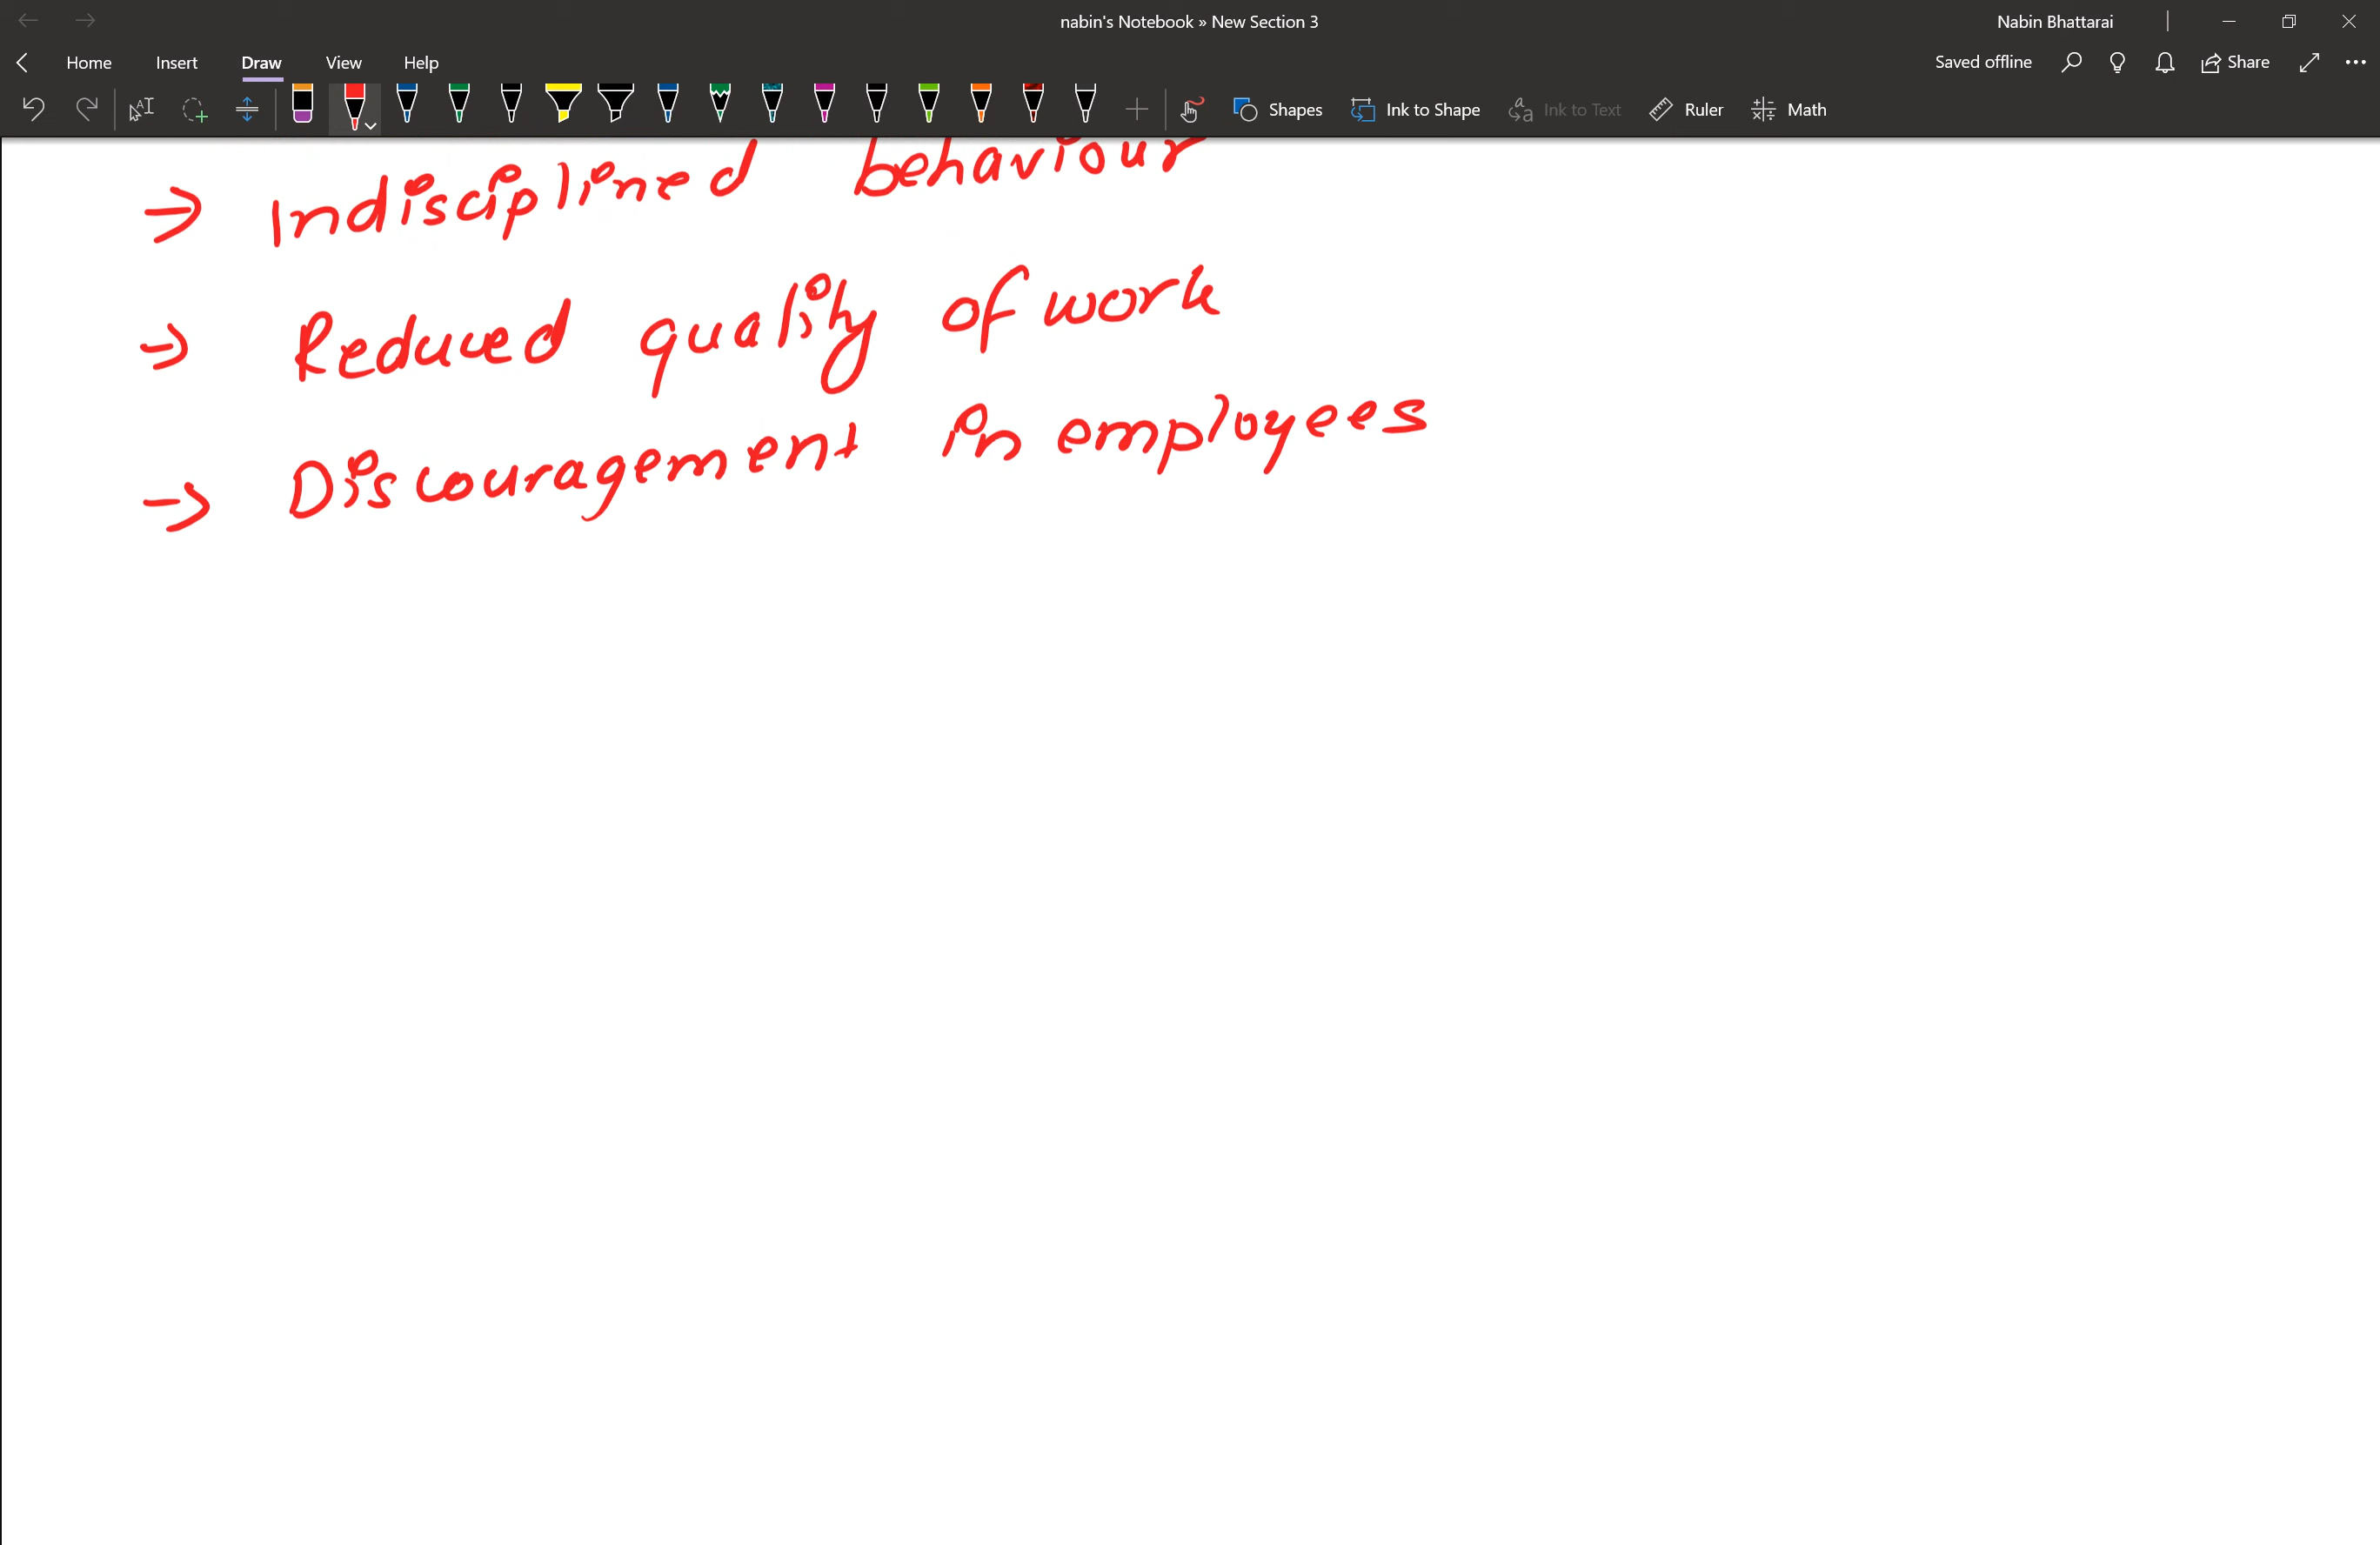 nabin's Notebook » New Section 3
Nabin Bhattarai
Home Insert Draw View Help
Saved offline
Share
Shapes Ink to Shape Ink to Text Ruler Math
⇒ Indisciplined behaviour
⇒ Reduced quality of work
→ Discouragement in employees